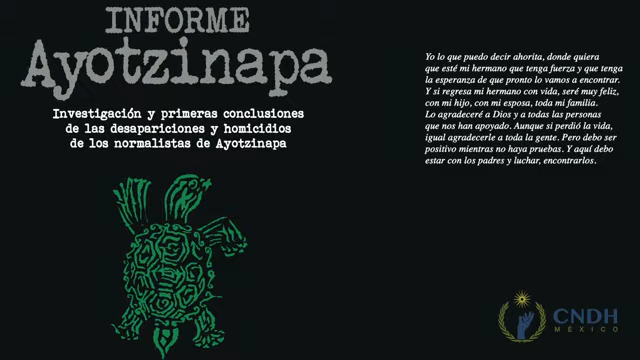 INFORME
Ayotzinapa
Investigación y primeras conclusiones
de las desapariciones y homicidios
de los normalistas de Ayotzinapa
Yo lo que puedo decir ahorita, donde quiera
que esté mi hermano que tenga fuerza y que tenga
la esperanza de que pronto lo vamos a encontrar.
Y si regresa mi hermano con vida, seré muy feliz,
con mi hijo, con mi esposa, toda mi familia.
Lo agradeceré a Dios y a todas las personas
que nos han apoyado. Aunque si perdió la vida,
igual agradecerle a toda la gente. Pero debo ser
positivo mientras no haya pruebas. Y aquí debo
estar con los padres y luchar, encontrarlos.
CNDH
MÉXICO